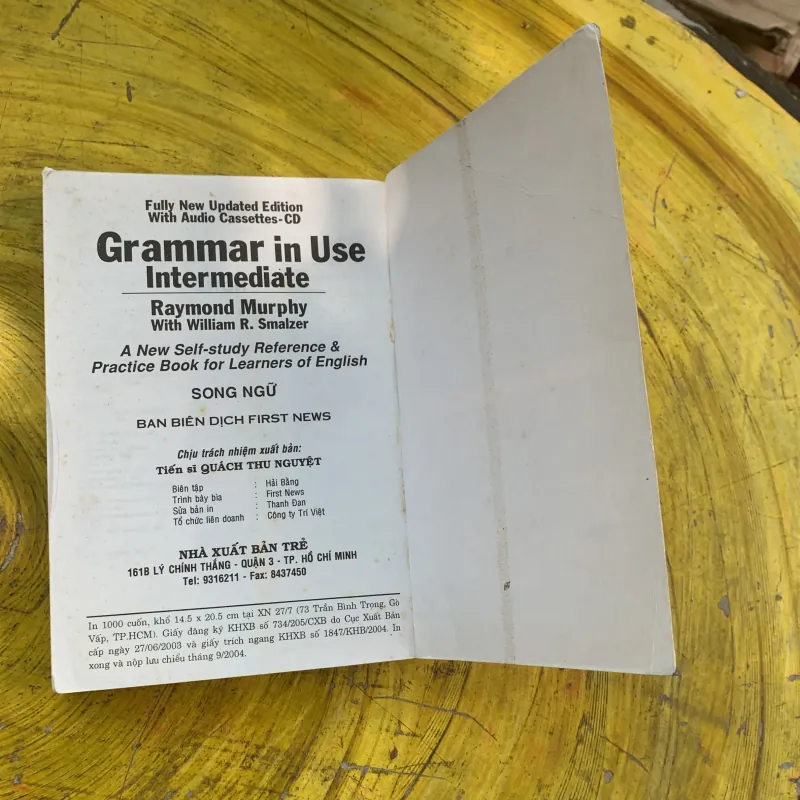 Fully New Updated Edition
With Audio Cassettes-CD
Grammar in Use
Intermediate
Raymond Murphy
With William R. Smalzer
A New Self-study Reference &
Practice Book for Learners of English
SONG NGỮ
BAN BIÊN DỊCH FIRST NEWS
Chịu trách nhiệm xuất bản:
Tiến sĩ QUÁCH THU NGUYỆT
Biên tập : Hải Bằng
Trình bày bìa : First News
Sửa bản in : Thanh Đan
Tổ chức liên doanh : Công ty Trí Việt
NHÀ XUẤT BẢN TRẺ
161B LÝ CHÍNH THẮNG - QUẬN 3 - TP. HỒ CHÍ MINH
Tel: 9316211 - Fax: 8437450
In 1000 cuốn, khổ 14.5 x 20.5 cm tại XN 27/7 (73 Trần Bình Trọng, Gò
Vấp, TP.HCM). Giấy đăng ký KHXB số 734/205/CXB do Cục Xuất Bản
cấp ngày 27/06/2003 và giấy trích ngang KHXB số 1847/KHB/2004. In
xong và nộp lưu chiểu tháng 9/2004.